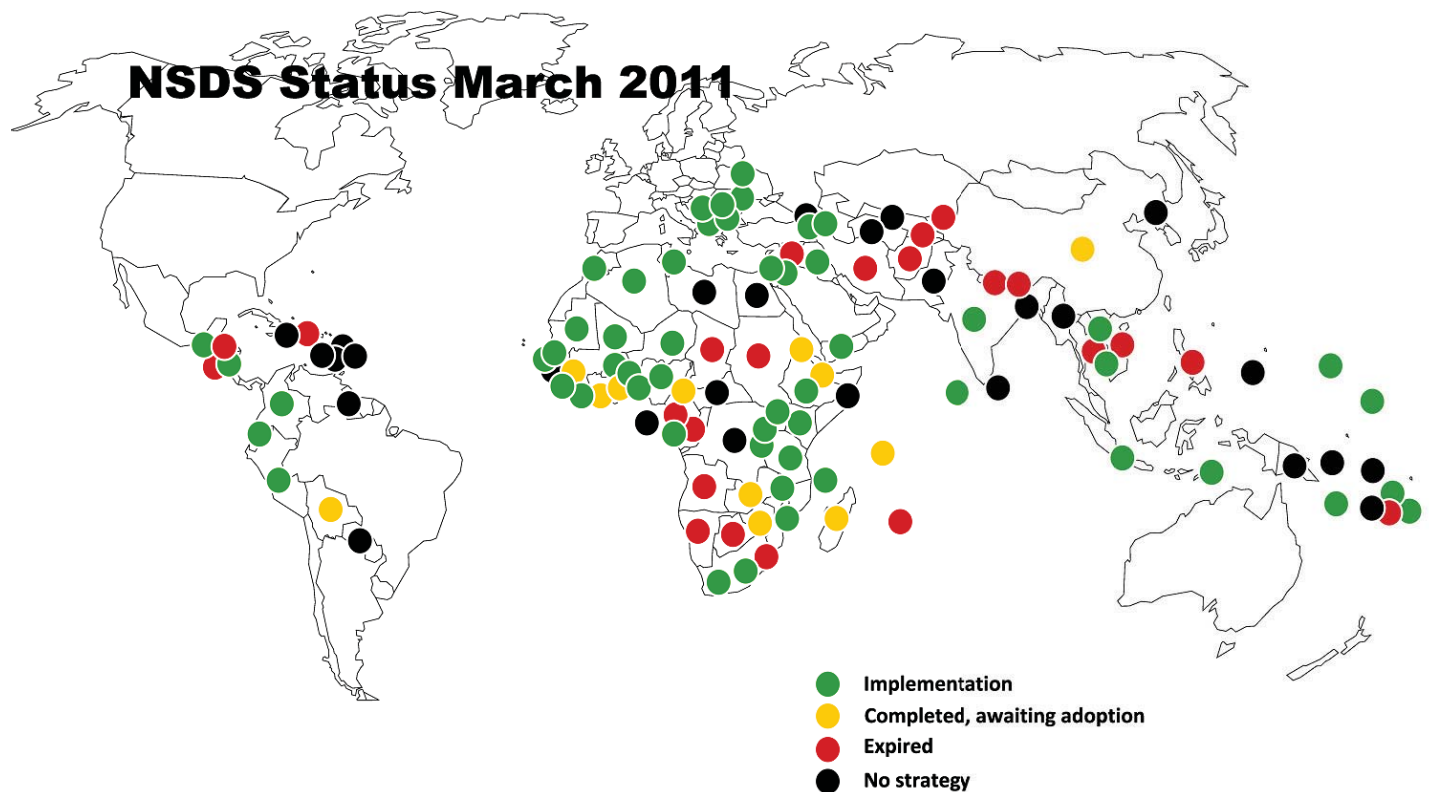 NSDS Status March 2011
Implementation
Completed, awaiting adoption
Expired
No strategy